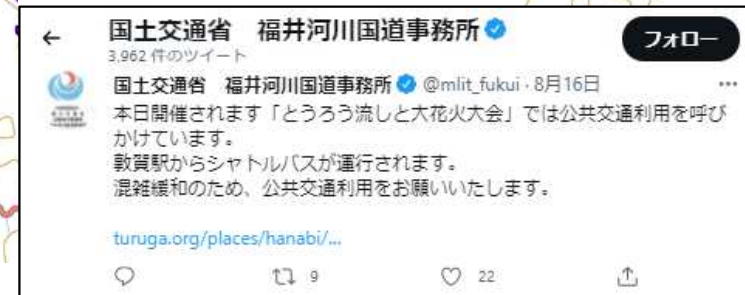 国土交通省 福井河川国道事務所
フォロー
3,962 件のツイート
国土交通省 福井河川国道事務所 @mlit_fukui · 8月16日
本日開催されます「とうろう流しと大花火大会」では公共交通利用を呼び
かけています。
敦賀駅からシャトルバスが運行されます。
混雑緩和のため、公共交通利用をお願いいたします。
turuga.org/places/hanabi/...
9 22